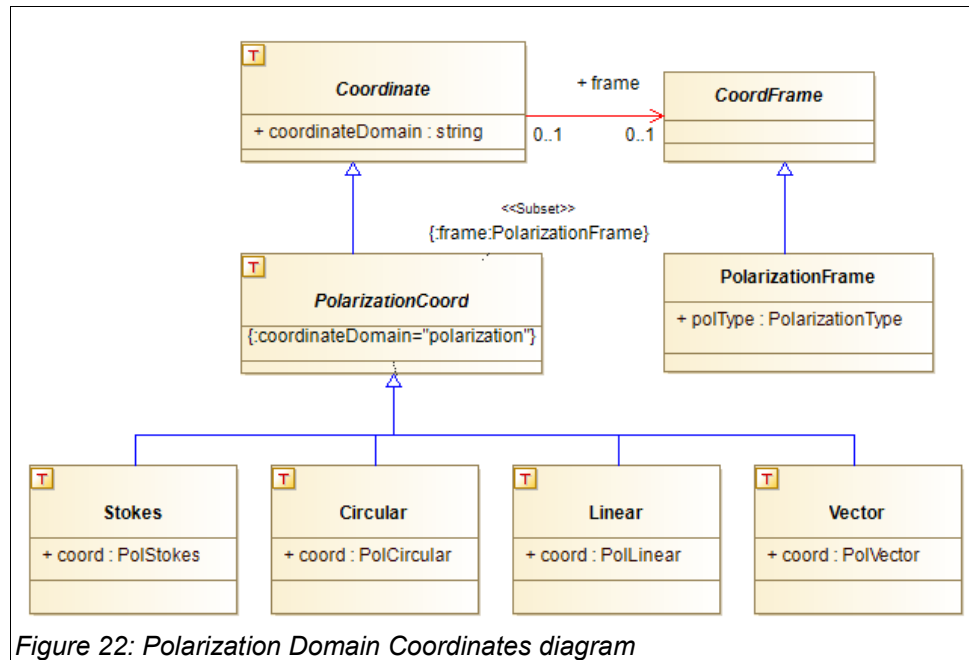 T
Coordinate
+ coordinateDomain : string
+ frame
0..1
0..1
CoordFrame
<<Subset>>
{:frame:PolarizationFrame}
T
PolarizationCoord
{:coordinateDomain="polarization"}
PolarizationFrame
+ polType : PolarizationType
T
Stokes
+ coord : PolStokes
T
Circular
+ coord : PolCircular
T
Linear
+ coord : PolLinear
T
Vector
+ coord : PolVector
Figure 22: Polarization Domain Coordinates diagram